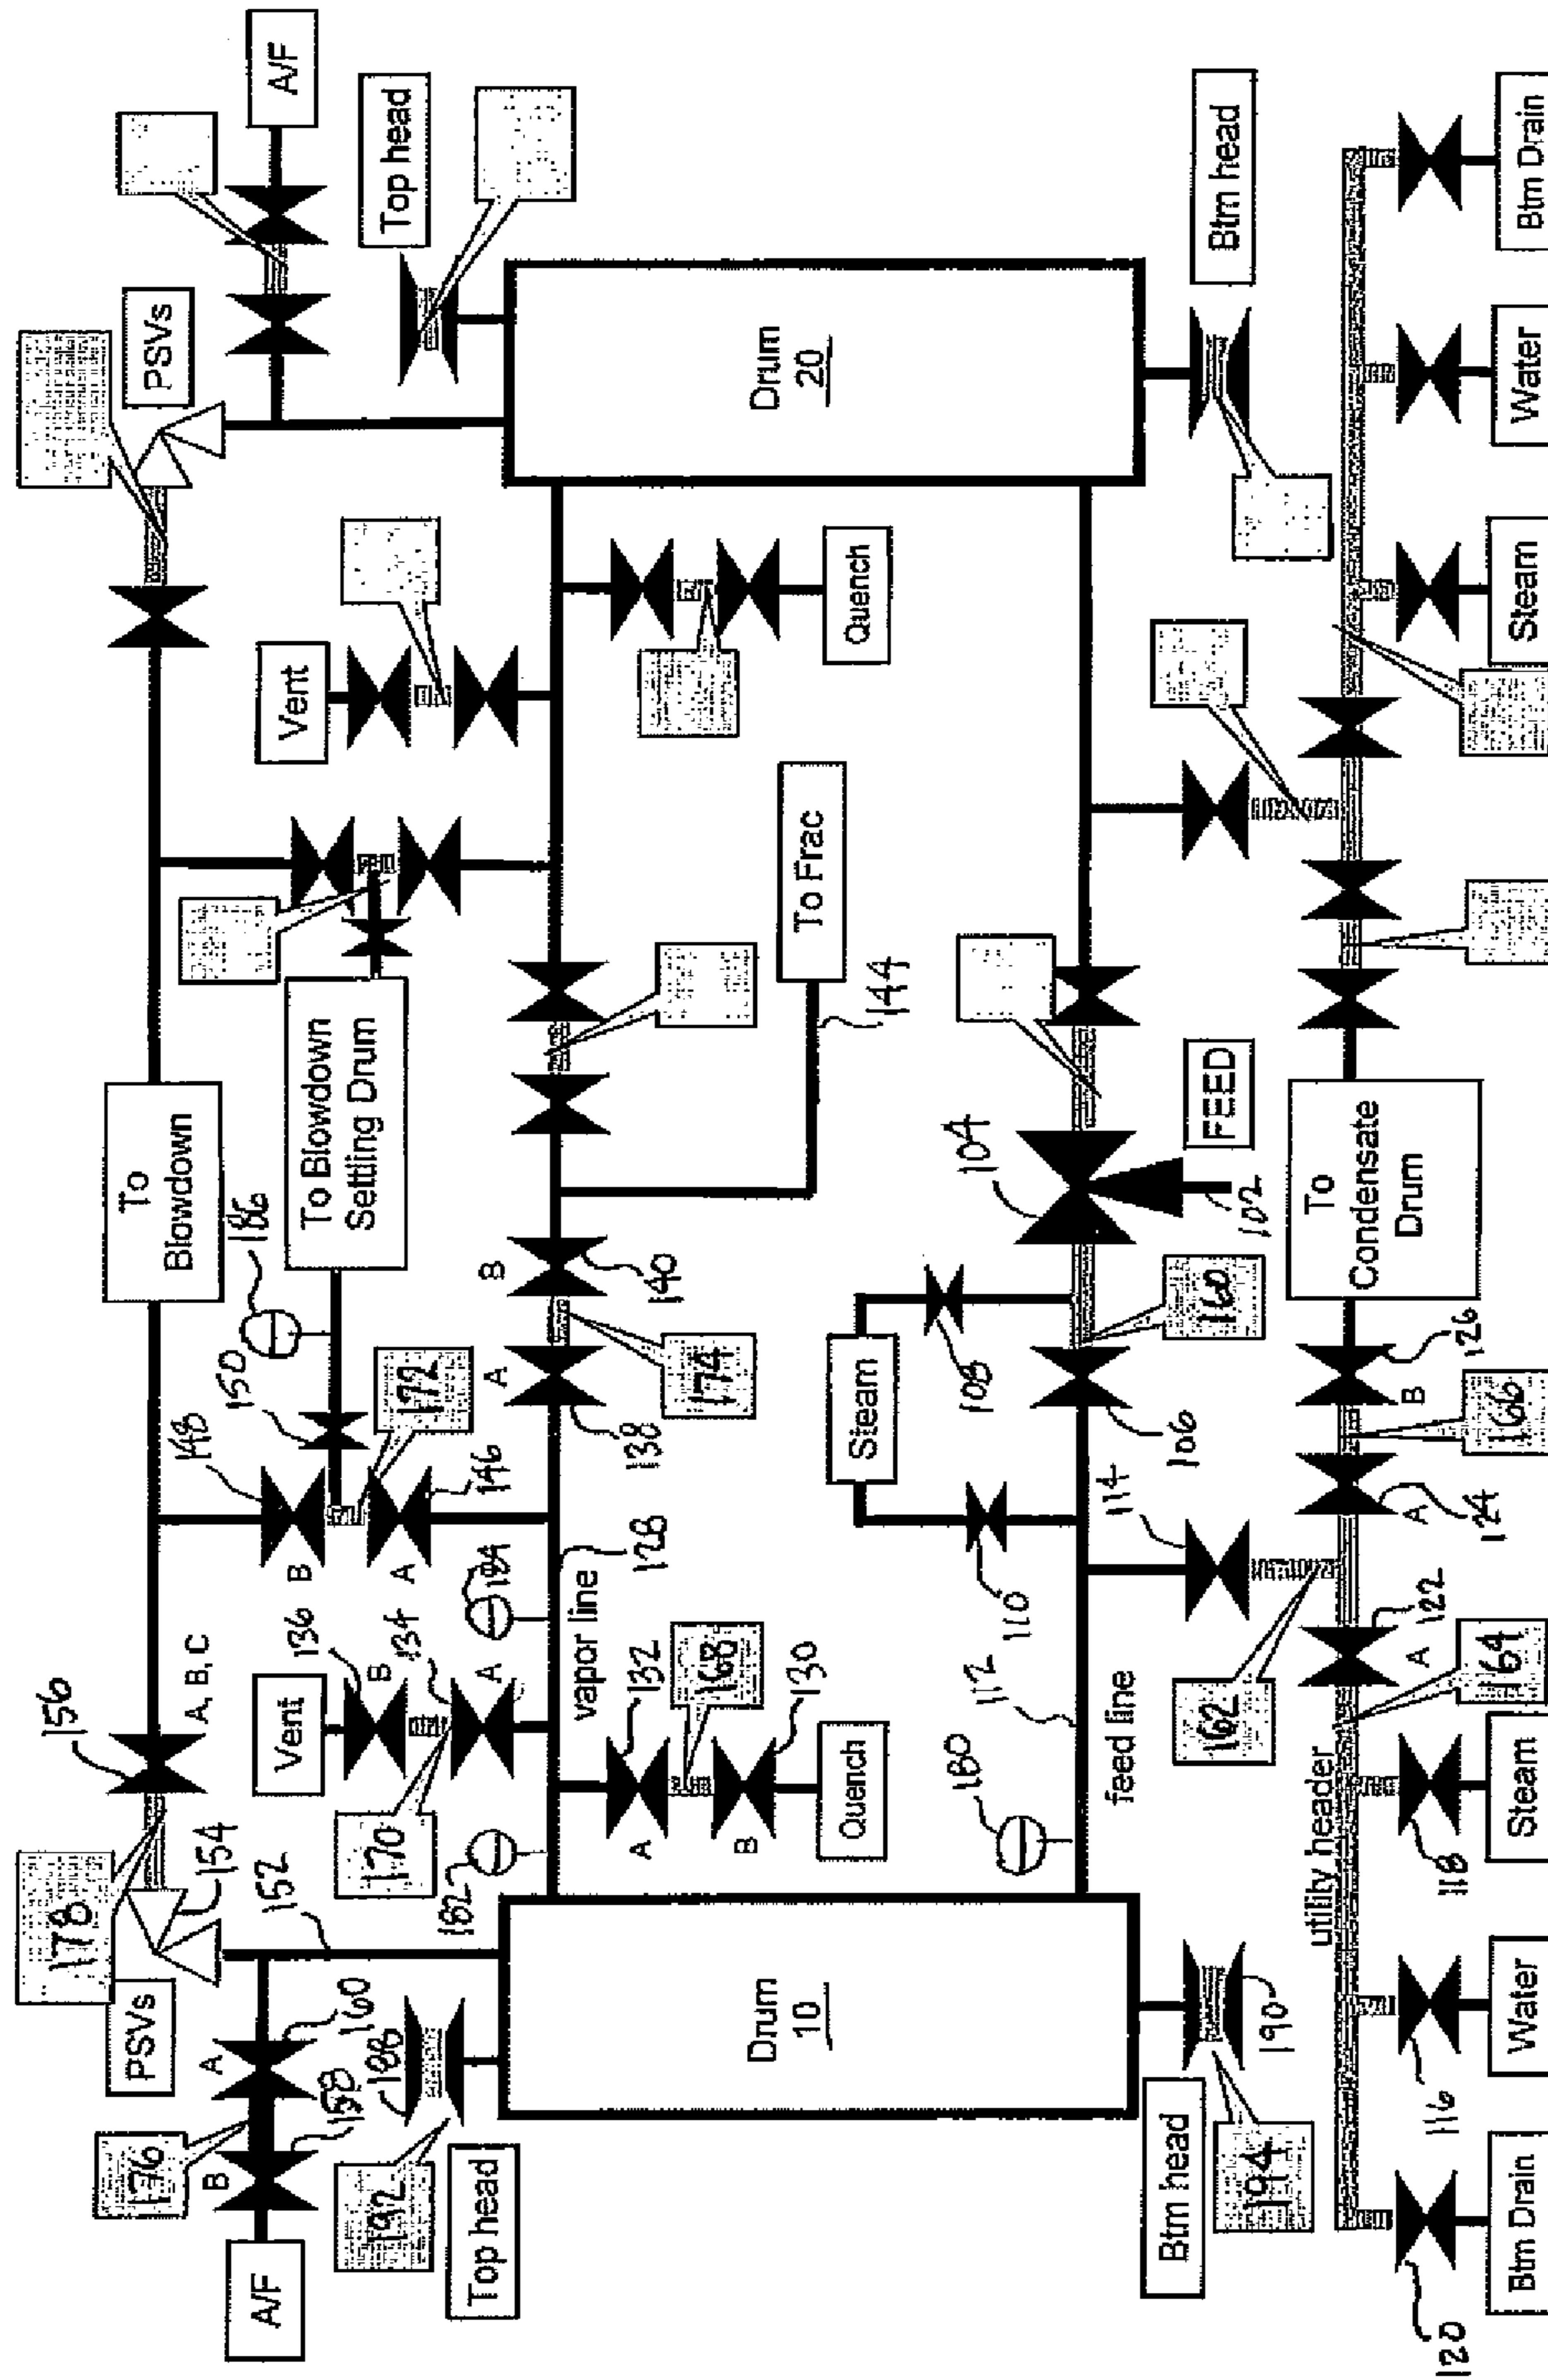 A/F
B
A
176
158
160
PSVs
178
154
152
156
A, B, C
To
Blowdown
PSVs
A/F
192
188
Top head
Vent
136
B
134
A
170
182
184
148
B
A
146
150
172
186
To Blowdown
Settling Drum
Vent
Top head
vapor line
128
A
138
174
B
140
132
A
168
B
130
Quench
To Frac
144
Quench
Drum
10
Drum
20
Steam
110
108
180
112
feed line
114
106
160
104
102
FEED
Btm head
194
190
162
Btm head
utility header
164
A
122
A
124
166
B
126
To
Condensate
Drum
120
116
118
Btm Drain
Water
Steam
Steam
Water
Btm Drain